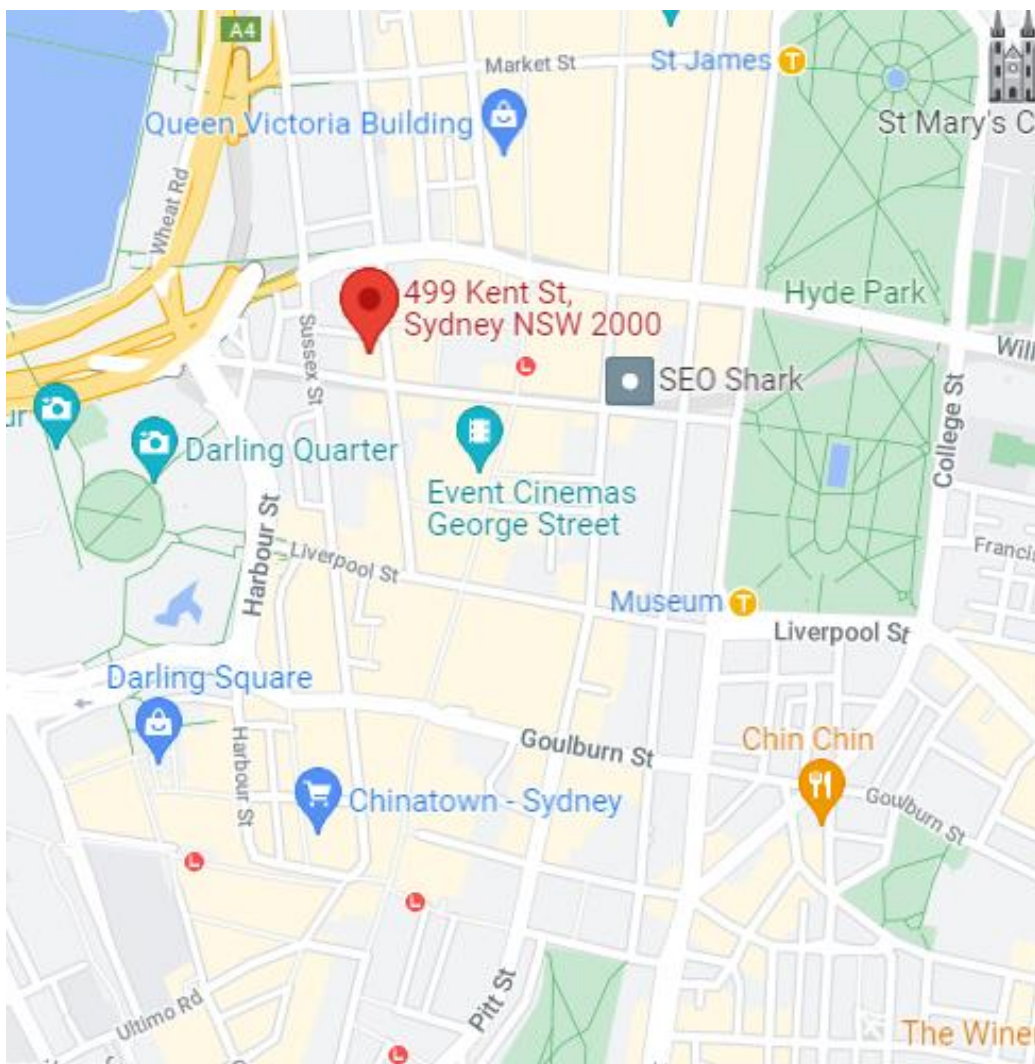 A4
Market St
St James
T
Queen Victoria Building
St Mary's C
Wheat Rd
499 Kent St,
Sydney NSW 2000
Hyde Park
Sussex St
L
SEO Shark
Will
College St
ur
Darling Quarter
Event Cinemas
George Street
Harbour St
Liverpool St
Francis
Museum
T
Liverpool St
Darling Square
Harbour St
Goulburn St
Chin Chin
Chinatown - Sydney
Goulburn St
L
L
Pitt St
Ultimo Rd
The Wine
L